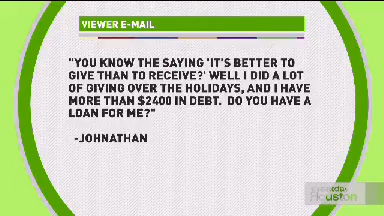 VIEWER E-MAIL
"YOU KNOW THE SAYING 'IT'S BETTER TO
GIVE THAN TO RECEIVE?' WELL I DID A LOT
OF GIVING OVER THE HOLIDAYS, AND I HAVE
MORE THAN $2400 IN DEBT. DO YOU HAVE A
LOAN FOR ME?"
-JOHNATHAN
Houston